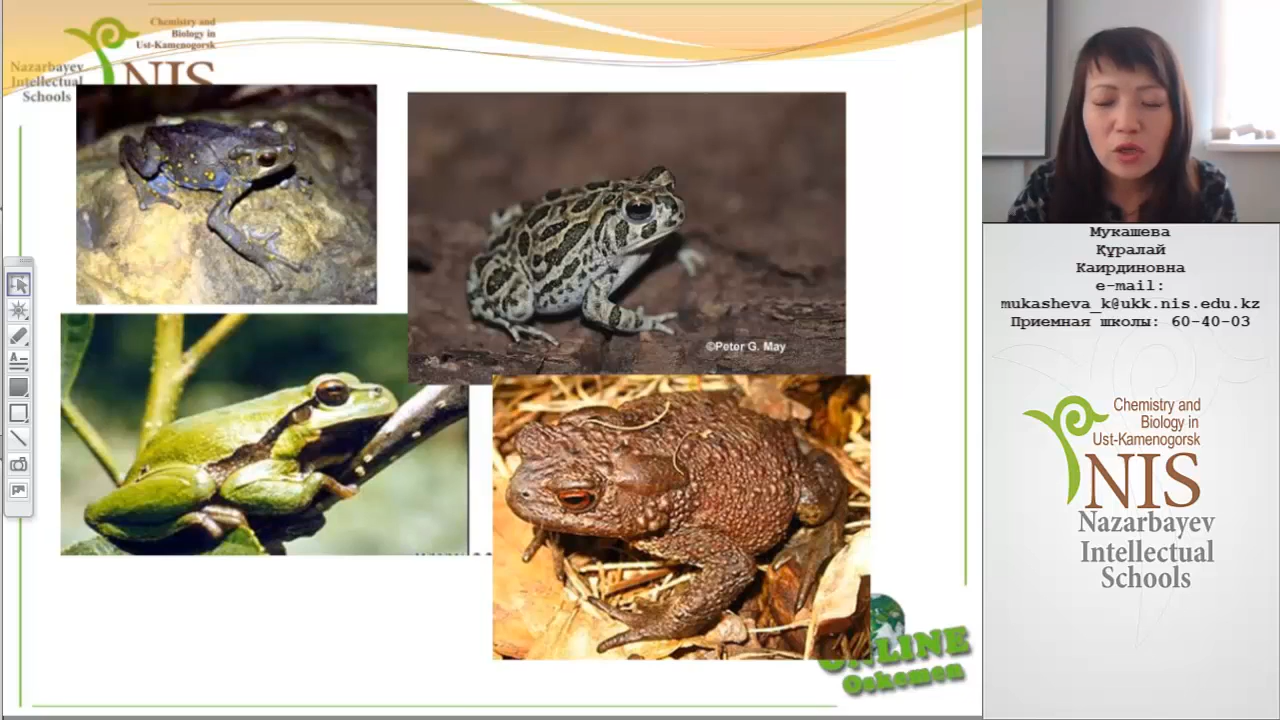 Chemistry and
Biology in
Ust-Kamenogorsk
Nazarbayev
Intellectual
Schools
NIS
©Peter G. May
ONLINE
Oskemen
Мукашева
Құралай
Каирдиновна
e-mail:
mukasheva_k@ukk.nis.edu.kz
Приемная школы: 60-40-03
Chemistry and
Biology in
Ust-Kamenogorsk
NIS
Nazarbayev
Intellectual
Schools